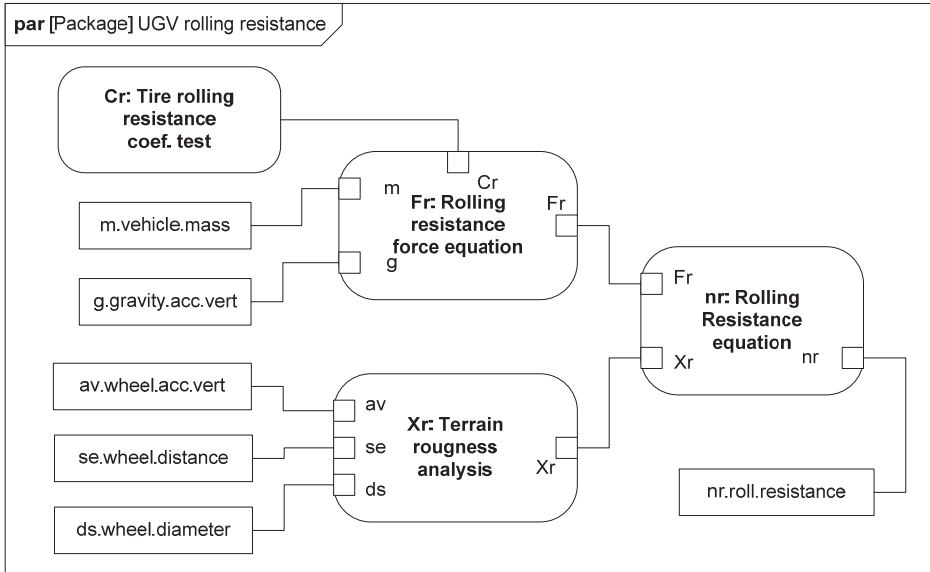 par [Package] UGV rolling resistance
Cr: Tire rolling
resistance
coef. test
m.vehicle.mass
g.gravity.acc.vert
m
Cr
Fr: Rolling
resistance
force equation
Fr
g
av.wheel.acc.vert
se.wheel.distance
ds.wheel.diameter
av
se
ds
Xr: Terrain
rougness
analysis
Xr
Fr
nr: Rolling
Resistance
equation
Xr
nr
nr.roll.resistance